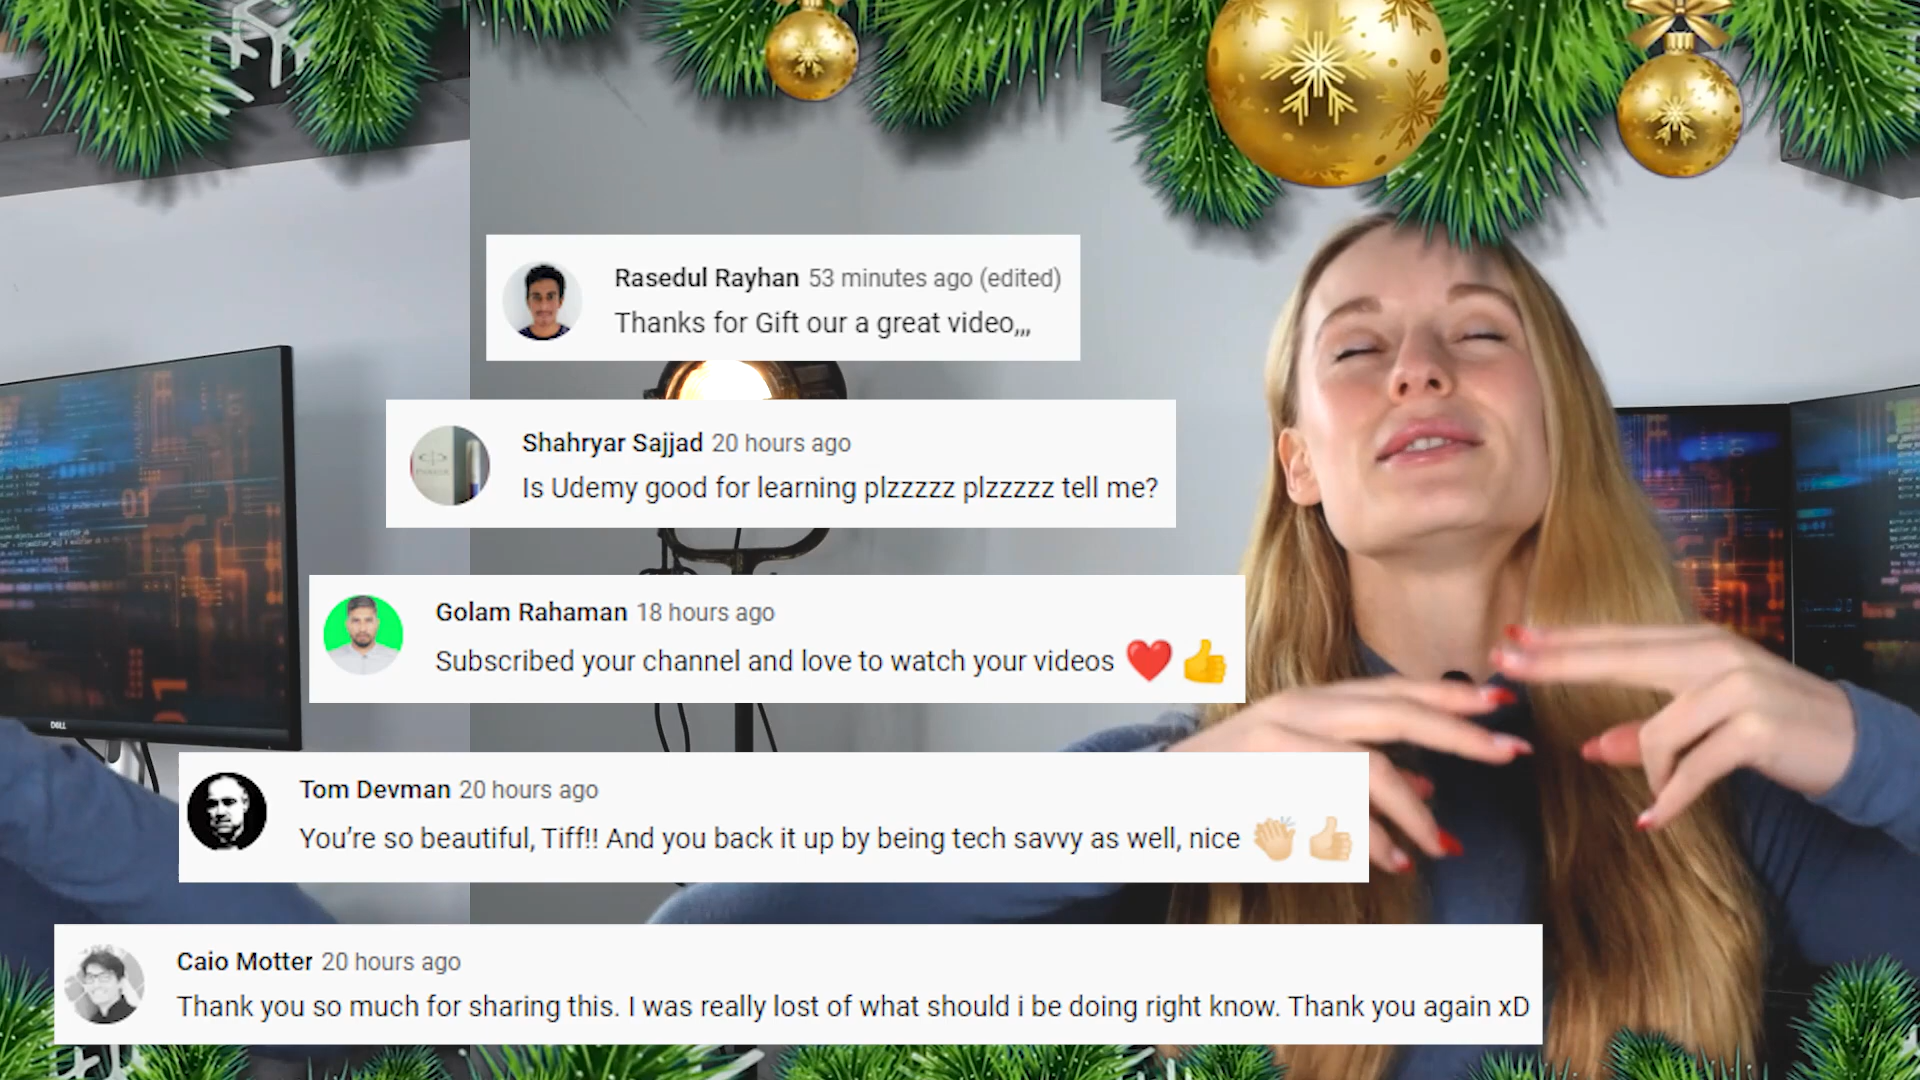 Rasedul Rayhan 53 minutes ago (edited)
Thanks for Gift our a great video,,,
Shahryar Sajjad 20 hours ago
Is Udemy good for learning plzzzzz plzzzzz tell me?
Golam Rahaman 18 hours ago
Subscribed your channel and love to watch your videos ❤️ 👍
Tom Devman 20 hours ago
You’re so beautiful, Tiff!! And you back it up by being tech savvy as well, nice 👏🏼 👍🏼
Caio Motter 20 hours ago
Thank you so much for sharing this. I was really lost of what should i be doing right know. Thank you again xD
DELL